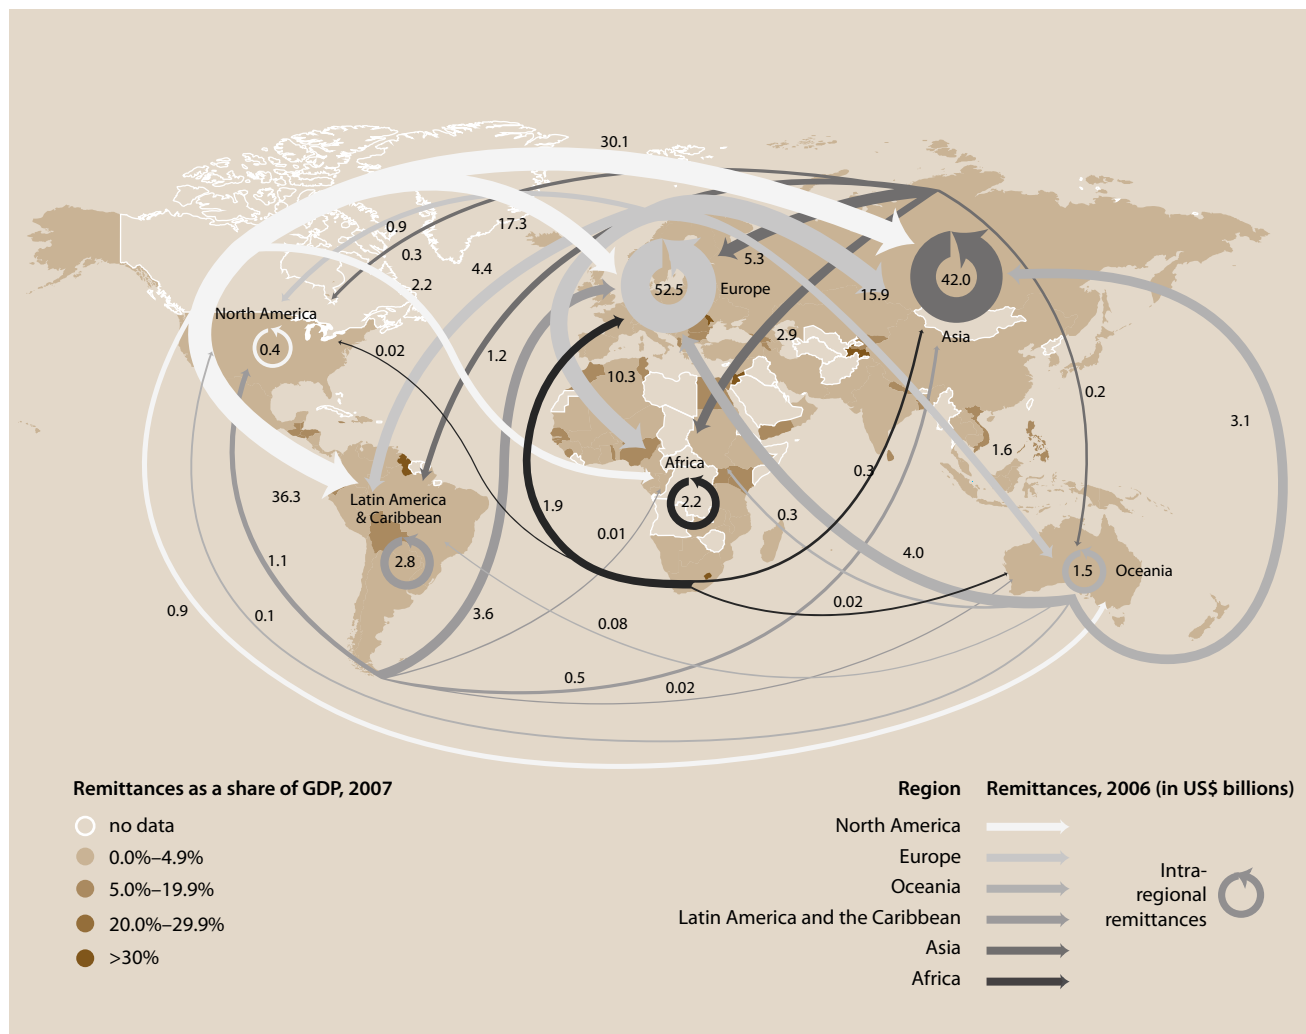 30.1
0.9
17.3
0.3
4.4
5.3
2.2
52.5
Europe
15.9
42.0
North America
Asia
0.4
0.02
1.2
2.9
10.3
0.2
3.1
1.6
Africa
0.3
36.3
Latin America
& Caribbean
2.2
1.9
0.01
0.3
4.0
1.1
2.8
1.5
Oceania
0.9
0.1
3.6
0.08
0.02
0.5
0.02
Remittances as a share of GDP, 2007
no data
0.0%–4.9%
5.0%–19.9%
20.0%–29.9%
>30%
Region
Remittances, 2006 (in US$ billions)
North America
Europe
Oceania
Latin America and the Caribbean
Asia
Africa
Intra-
regional
remittances